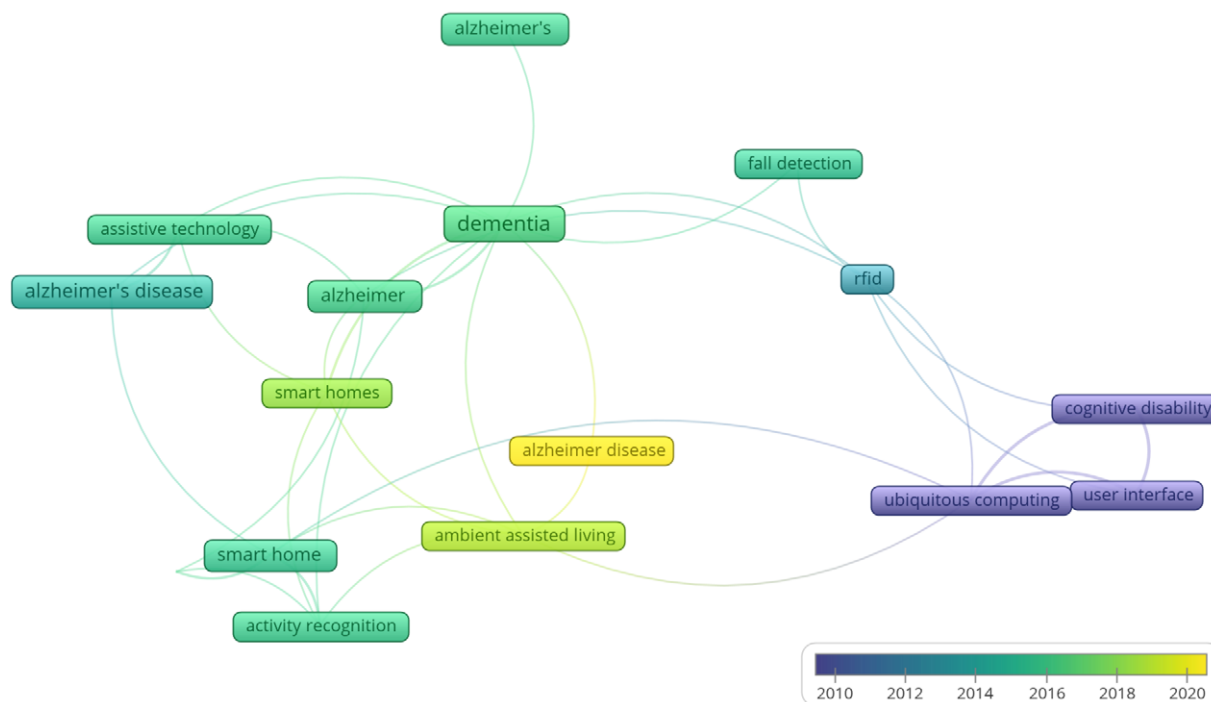 alzheimer's
fall detection
dementia
assistive technology
rfid
alzheimer's disease
alzheimer
smart homes
cognitive disability
alzheimer disease
user interface
ubiquitous computing
ambient assisted living
smart home
activity recognition
2010 2012 2014 2016 2018 2020